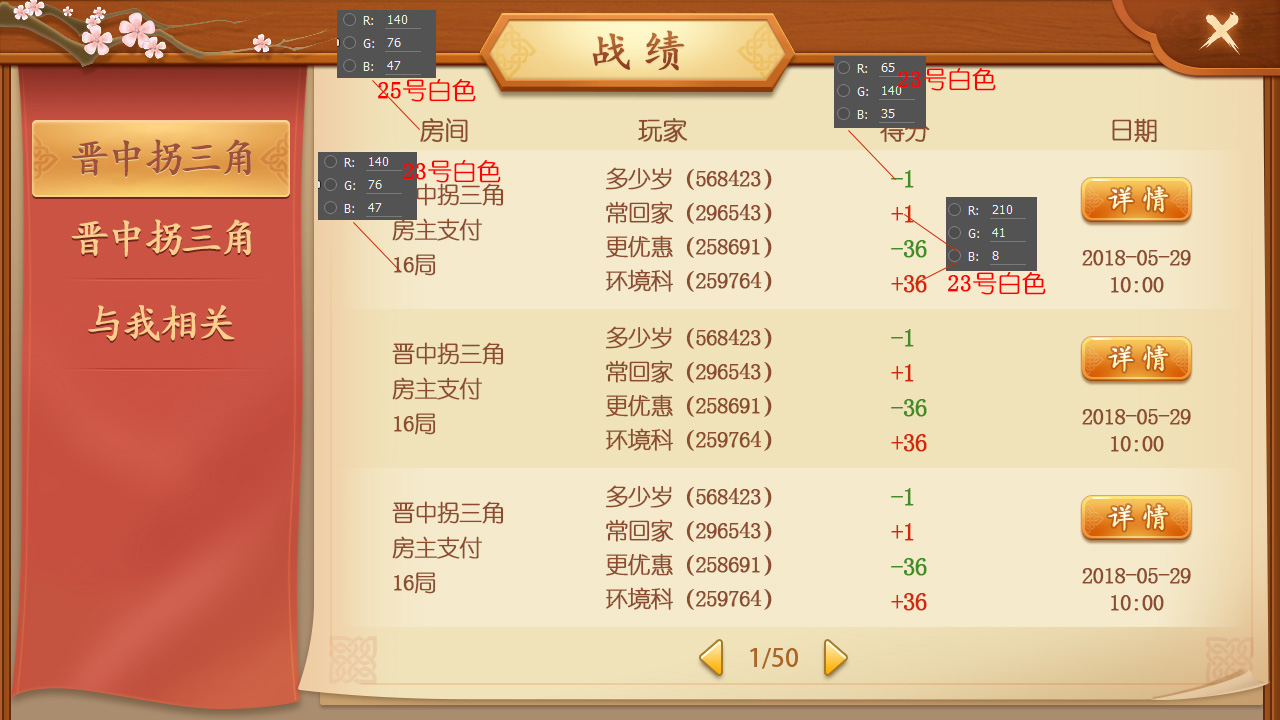 战绩
R: 140
G: 76
B: 47
25号白色
R: 65
G: 140
B: 35
23号白色
房间
玩家
得分
日期
晋中拐三角
晋中拐三角
与我相关
R: 140
G: 76
B: 47
23号白色
晋中拐三角
房主支付
16局
多少岁 (568423)
-1
常回家 (296543)
+1
更优惠 (258691)
-36
环境科 (259764)
+36
R: 210
G: 41
B: 8
23号白色
详情
2018-05-29
10:00
晋中拐三角
房主支付
16局
多少岁 (568423)
-1
常回家 (296543)
+1
更优惠 (258691)
-36
环境科 (259764)
+36
详情
2018-05-29
10:00
晋中拐三角
房主支付
16局
多少岁 (568423)
-1
常回家 (296543)
+1
更优惠 (258691)
-36
环境科 (259764)
+36
详情
2018-05-29
10:00
1/50